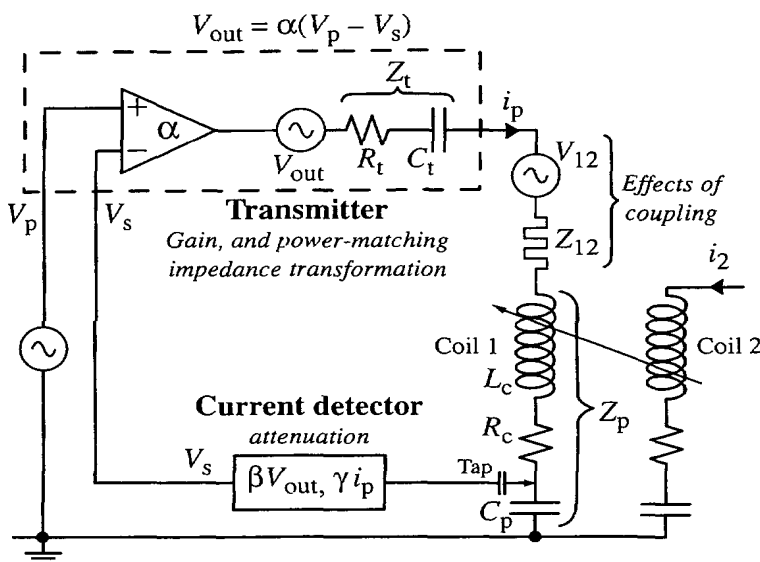 V_out = α(V_p – V_s)
Z_t
+
α
–
V_out
R_t
C_t
i_p
V_12
Effects of
coupling
V_p
V_s
Transmitter
Gain, and power-matching
impedance transformation
Z_12
i_2
Coil 1
Coil 2
L_c
Z_p
Current detector
attenuation
R_c
V_s
βV_out, γ i_p
Tap
C_p